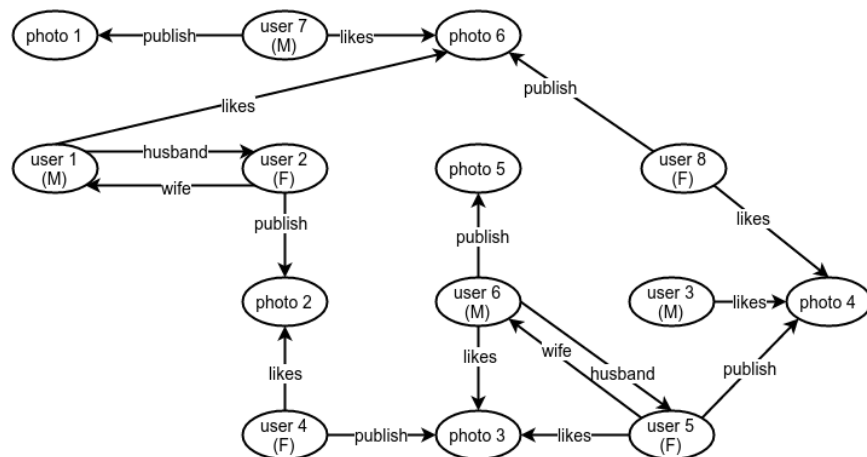 photo 1
publish
user 7
(M)
likes
photo 6
likes
publish
user 1
(M)
husband
wife
user 2
(F)
photo 5
user 8
(F)
publish
publish
likes
photo 2
user 6
(M)
user 3
(M)
likes
photo 4
likes
likes
wife
husband
publish
user 4
(F)
publish
photo 3
likes
user 5
(F)